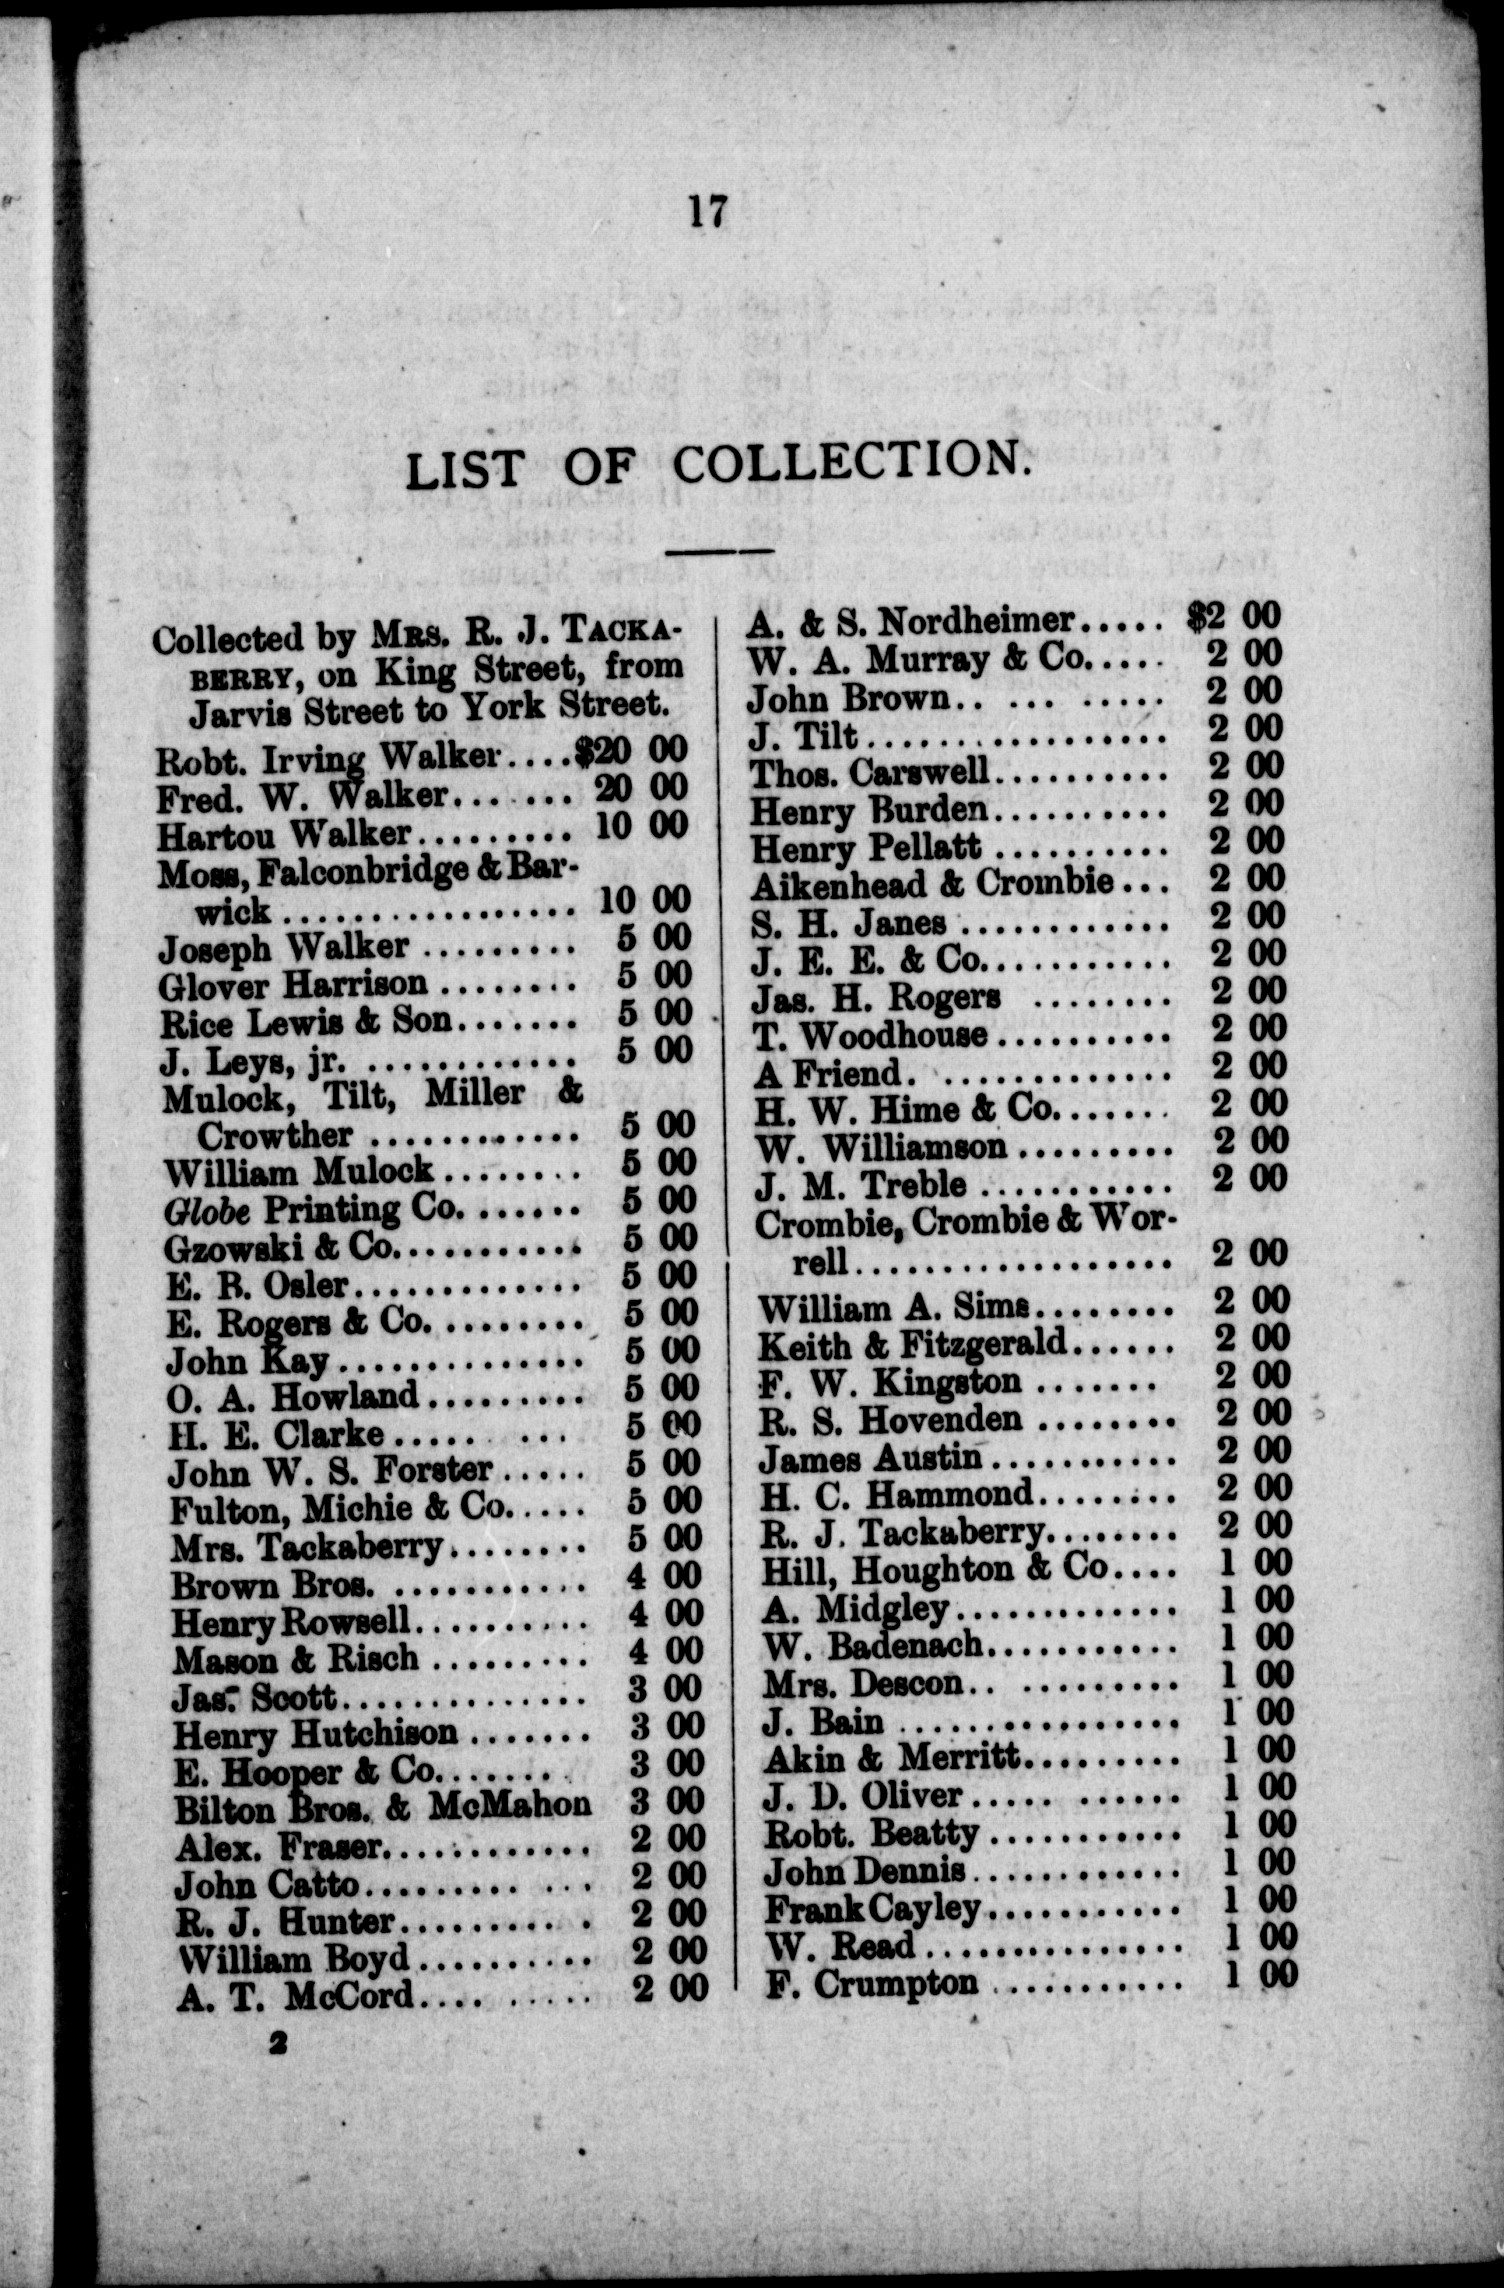 17
LIST OF COLLECTION.
Collected by MRS. R. J. TACKA-
BERRY, on King Street, from
Jarvis Street to York Street.
Robt. Irving Walker....$20 00
Fred. W. Walker....... 20 00
Hartou Walker......... 10 00
Moss, Falconbridge & Bar-
wick................. 10 00
Joseph Walker ......... 5 00
Glover Harrison ........ 5 00
Rice Lewis & Son....... 5 00
J. Leys, jr. ............ 5 00
Mulock, Tilt, Miller &
Crowther ............ 5 00
William Mulock........ 5 00
Globe Printing Co. ...... 5 00
Gzowski & Co........... 5 00
E. B. Osler............. 5 00
E. Rogers & Co. ......... 5 00
John Kay.............. 5 00
O. A. Howland......... 5 00
H. E. Clarke..... ... 5 00
John W. S. Forster..... 5 00
Fulton, Michie & Co..... 5 00
Mrs. Tackaberry........ 5 00
Brown Bros. ........... 4 00
Henry Rowsell.......... 4 00
Mason & Risch ......... 4 00
Jas. Scott.............. 3 00
Henry Hutchison ....... 3 00
E. Hooper & Co....... 3 00
Bilton Bros. & McMahon 3 00
Alex. Fraser............ 2 00
John Catto......... ... 2 00
R. J. Hunter......... . 2 00
William Boyd.......... 2 00
A. T. McCord.... ..... 2 00
2
A. & S. Nordheimer..... $2 00
W. A. Murray & Co..... 2 00
John Brown.. ... ..... 2 00
J. Tilt................. 2 00
Thos. Carswell.......... 2 00
Henry Burden.......... 2 00
Henry Pellatt .......... 2 00
Aikenhead & Crombie... 2 00
S. H. Janes ............ 2 00
J. E. E. & Co........... 2 00
Jas. H. Rogers ........ 2 00
T. Woodhouse.......... 2 00
A Friend. ............. 2 00
H. W. Hime & Co....... 2 00
W. Williamson ......... 2 00
J. M. Treble ........... 2 00
Crombie, Crombie & Wor-
rell.................. 2 00
William A. Sims........ 2 00
Keith & Fitzgerald...... 2 00
F. W. Kingston ....... 2 00
R. S. Hovenden ........ 2 00
James Austin........... 2 00
H. C. Hammond........ 2 00
R. J. Tackaberry........ 2 00
Hill, Houghton & Co.... 1 00
A. Midgley............. 1 00
W. Badenach........... 1 00
Mrs. Descon.. ......... 1 00
J. Bain ................ 1 00
Akin & Merritt......... 1 00
J. D. Oliver..... ...... 1 00
Robt. Beatty........... 1 00
John Dennis............ 1 00
Frank Cayley........... 1 00
W. Read............... 1 00
F. Crumpton ........... 1 00